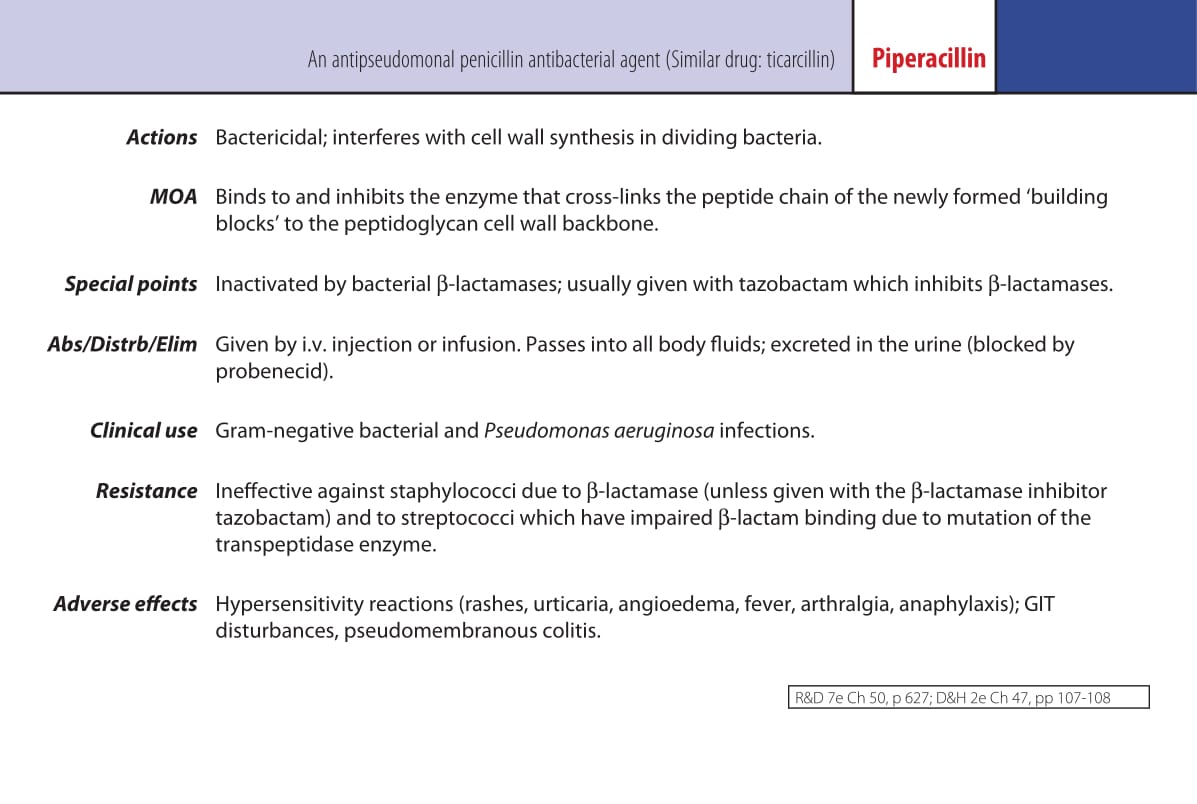 An antipseudomonal penicillin antibacterial agent (Similar drug: ticarcillin) Piperacillin
Actions Bactericidal; interferes with cell wall synthesis in dividing bacteria.
MOA Binds to and inhibits the enzyme that cross-links the peptide chain of the newly formed ‘building
blocks’ to the peptidoglycan cell wall backbone.
Special points Inactivated by bacterial β-lactamases; usually given with tazobactam which inhibits β-lactamases.
Abs/Distrb/Elim Given by i.v. injection or infusion. Passes into all body fluids; excreted in the urine (blocked by
probenecid).
Clinical use Gram-negative bacterial and Pseudomonas aeruginosa infections.
Resistance Ineffective against staphylococci due to β-lactamase (unless given with the β-lactamase inhibitor
tazobactam) and to streptococci which have impaired β-lactam binding due to mutation of the
transpeptidase enzyme.
Adverse effects Hypersensitivity reactions (rashes, urticaria, angioedema, fever, arthralgia, anaphylaxis); GIT
disturbances, pseudomembranous colitis.
R&D 7e Ch 50, p 627; D&H 2e Ch 47, pp 107-108